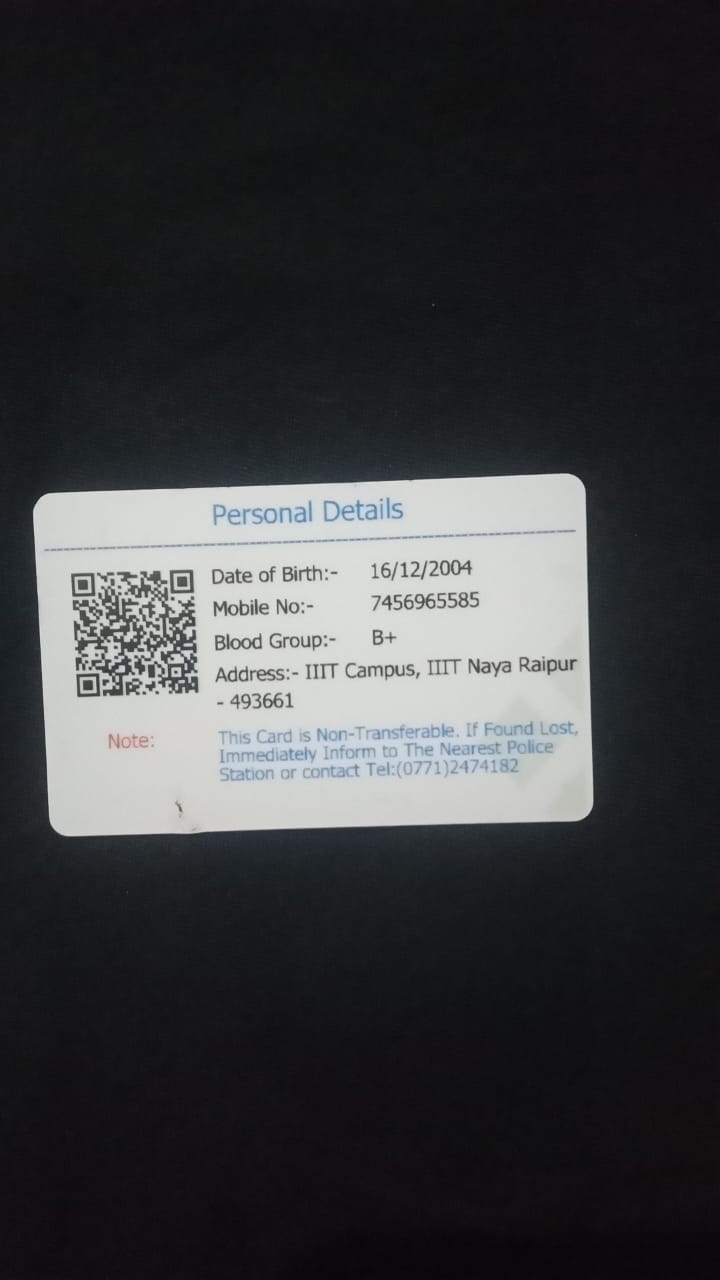 Personal Details
Date of Birth:- 16/12/2004
Mobile No:- 7456965585
Blood Group:- B+
Address:- IIIT Campus, IIIT Naya Raipur
- 493661
Note: This Card is Non-Transferable. If Found Lost,
Immediately Inform to The Nearest Police
Station or contact Tel:(0771)2474182